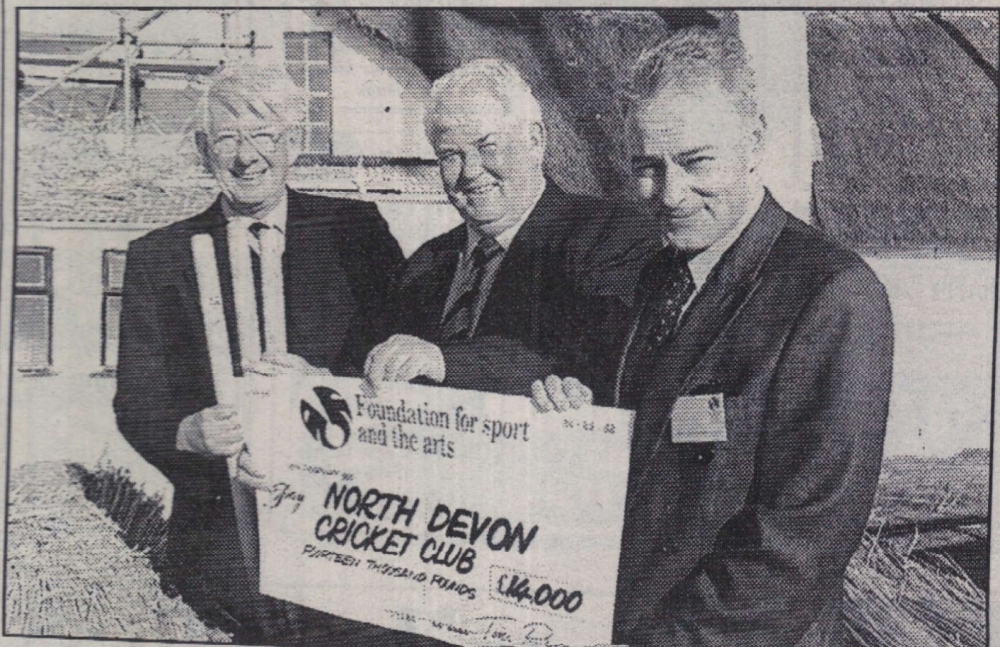 Foundation for sport
and the arts
Pay
NORTH DEVON
CRICKET CLUB
FOURTEEN THOUSAND POUNDS
£14.000